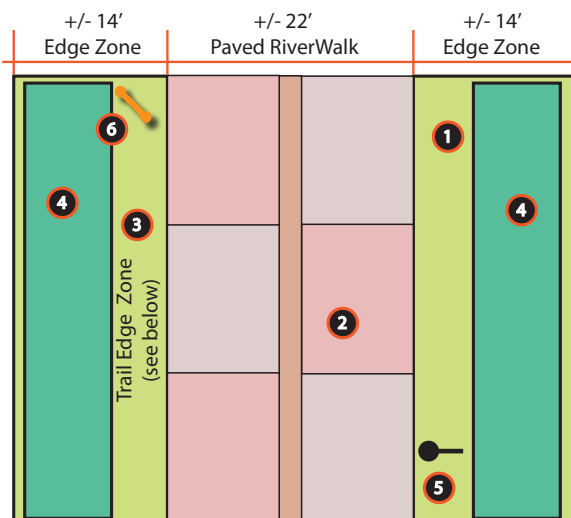 +/- 14’
Edge Zone
+/- 22’
Paved RiverWalk
+/- 14’
Edge Zone
6
1
4
4
3
Trail Edge Zone
(see below)
2
5